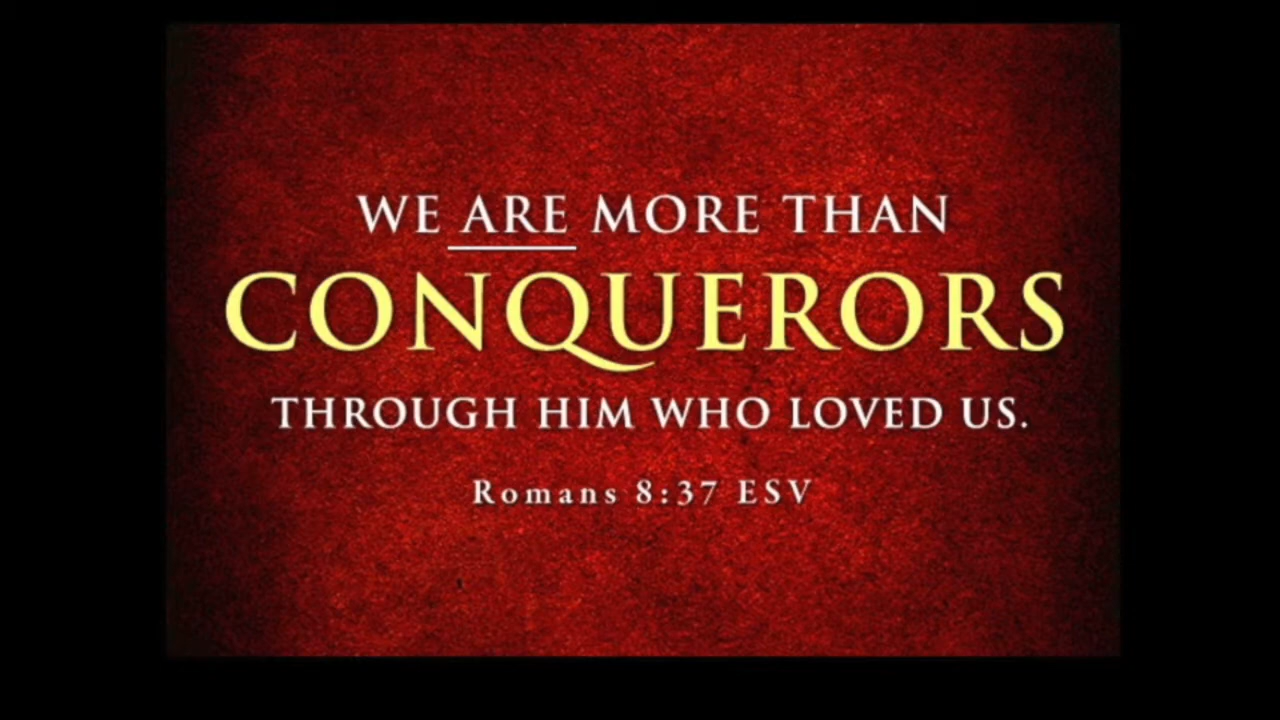 WE ARE MORE THAN
CONQUERORS
THROUGH HIM WHO LOVED US.
Romans 8:37 ESV